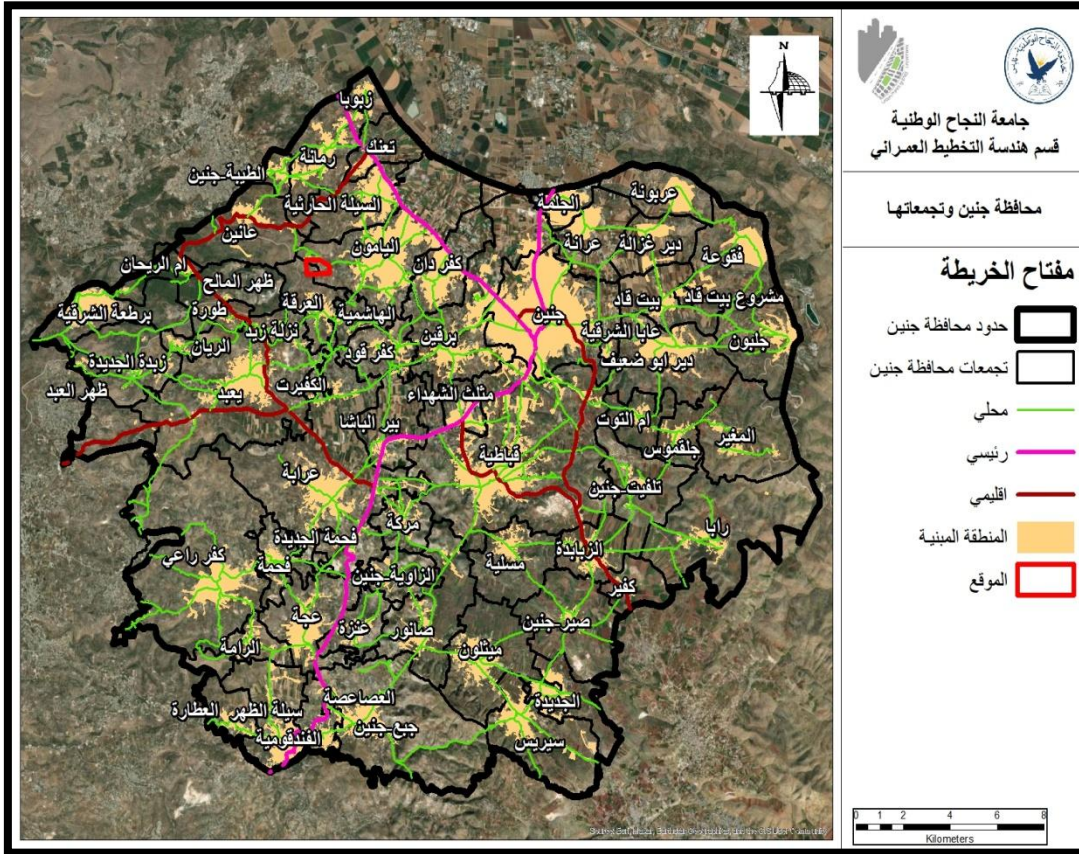 N
زبوبا
تعنك
رمانة
الطيبة-جنين
السيلة الحارثية
عانين
اليامون
كفر دان
الجلمة
عربونة
عرانة
دير غزالة
فقوعة
ام الريحان
ظهر المالح
العرقة
الهاشمية
برطعة الشرقية
طورة
نزلة زيد
جنين
بيت قاد
مشروع بيت قاد
عابا الشرقية
جلبون
الريان
زبدة الجديدة
برقين
كفر قود
دير ابو ضعيف
ظهر العبد
يعبد
الكفيرت
مثلث الشهداء
بير الباشا
ام التوت
المغير
جلقموس
قباطية
عرابة
تلفيت-جنين
مركة
رابا
فحمة الجديدة
كفر راعي
فحمة
الزاوية-جنين
مسلية
الزبابدة
كفير
عجة
عنزة
صانور
صير-جنين
الرامة
ميثلون
العصاعصة
الجديدة
سيلة الظهر
العطارة
جبع-جنين
الفندقومية
سيريس
جامعة النجاح الوطنية
قسم هندسة التخطيط العمراني
محافظة جنين وتجمعاتها
مفتاح الخريطة
حدود محافظة جنين
تجمعات محافظة جنين
محلي
رئيسي
اقليمي
المنطقة المبنية
الموقع
0 1 2 4 6 8
Kilometers